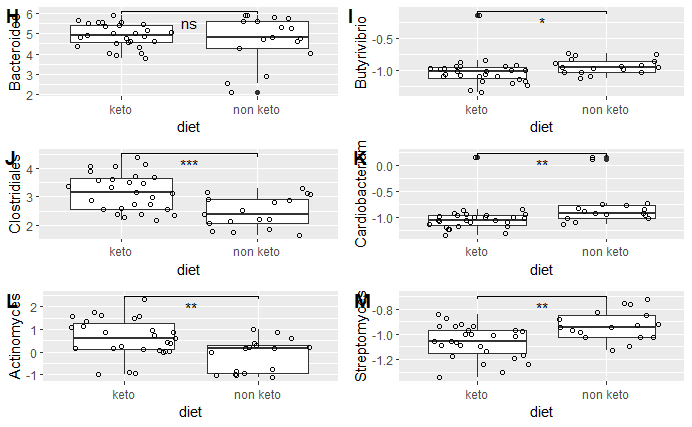 H
Bacteroides
6
5
4
3
2
ns
keto
non keto
diet
I
Butyrivibrio
-0.5
-1.0
*
keto
non keto
diet
J
Clostridiales
4
3
2
***
keto
non keto
diet
K
Cardiobacterium
0.0
-0.5
-1.0
**
keto
non keto
diet
L
Actinomyces
2
1
0
-1
**
keto
non keto
diet
M
Streptomyces
-0.8
-1.0
-1.2
**
keto
non keto
diet